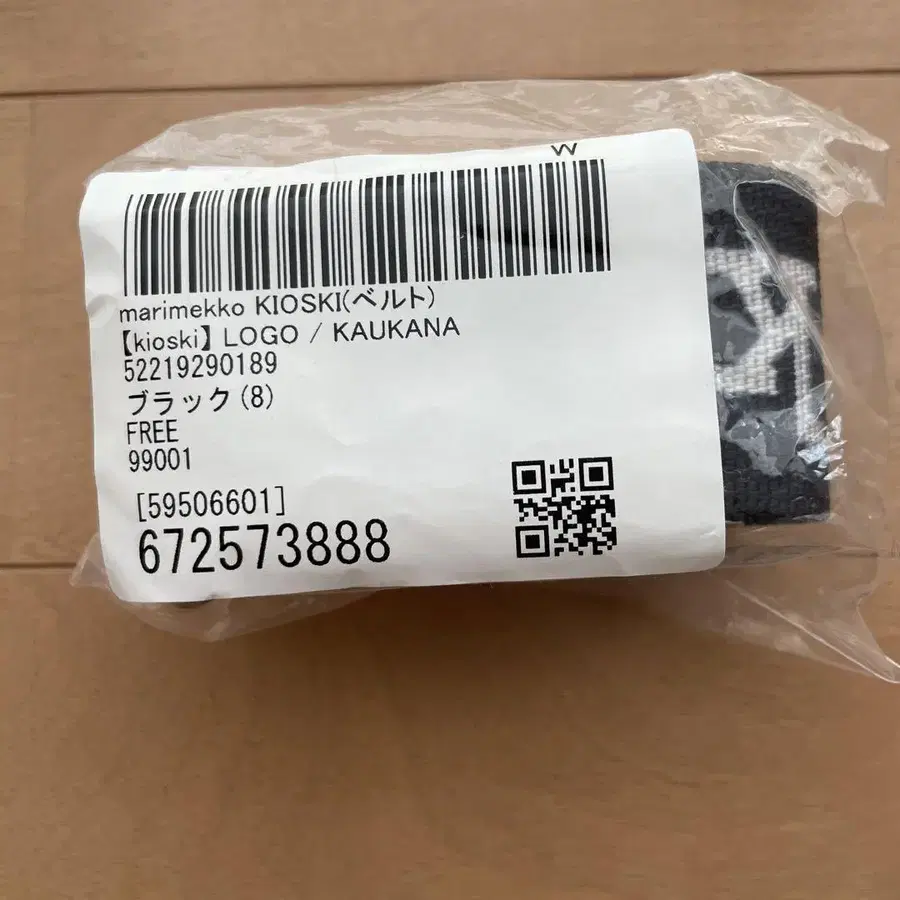 W
marimekko KIOSKI(ベルト)
【kioski】LOGO / KAUKANA
52219290189
ブラック(8)
FREE
99001
[59506601]
672573888